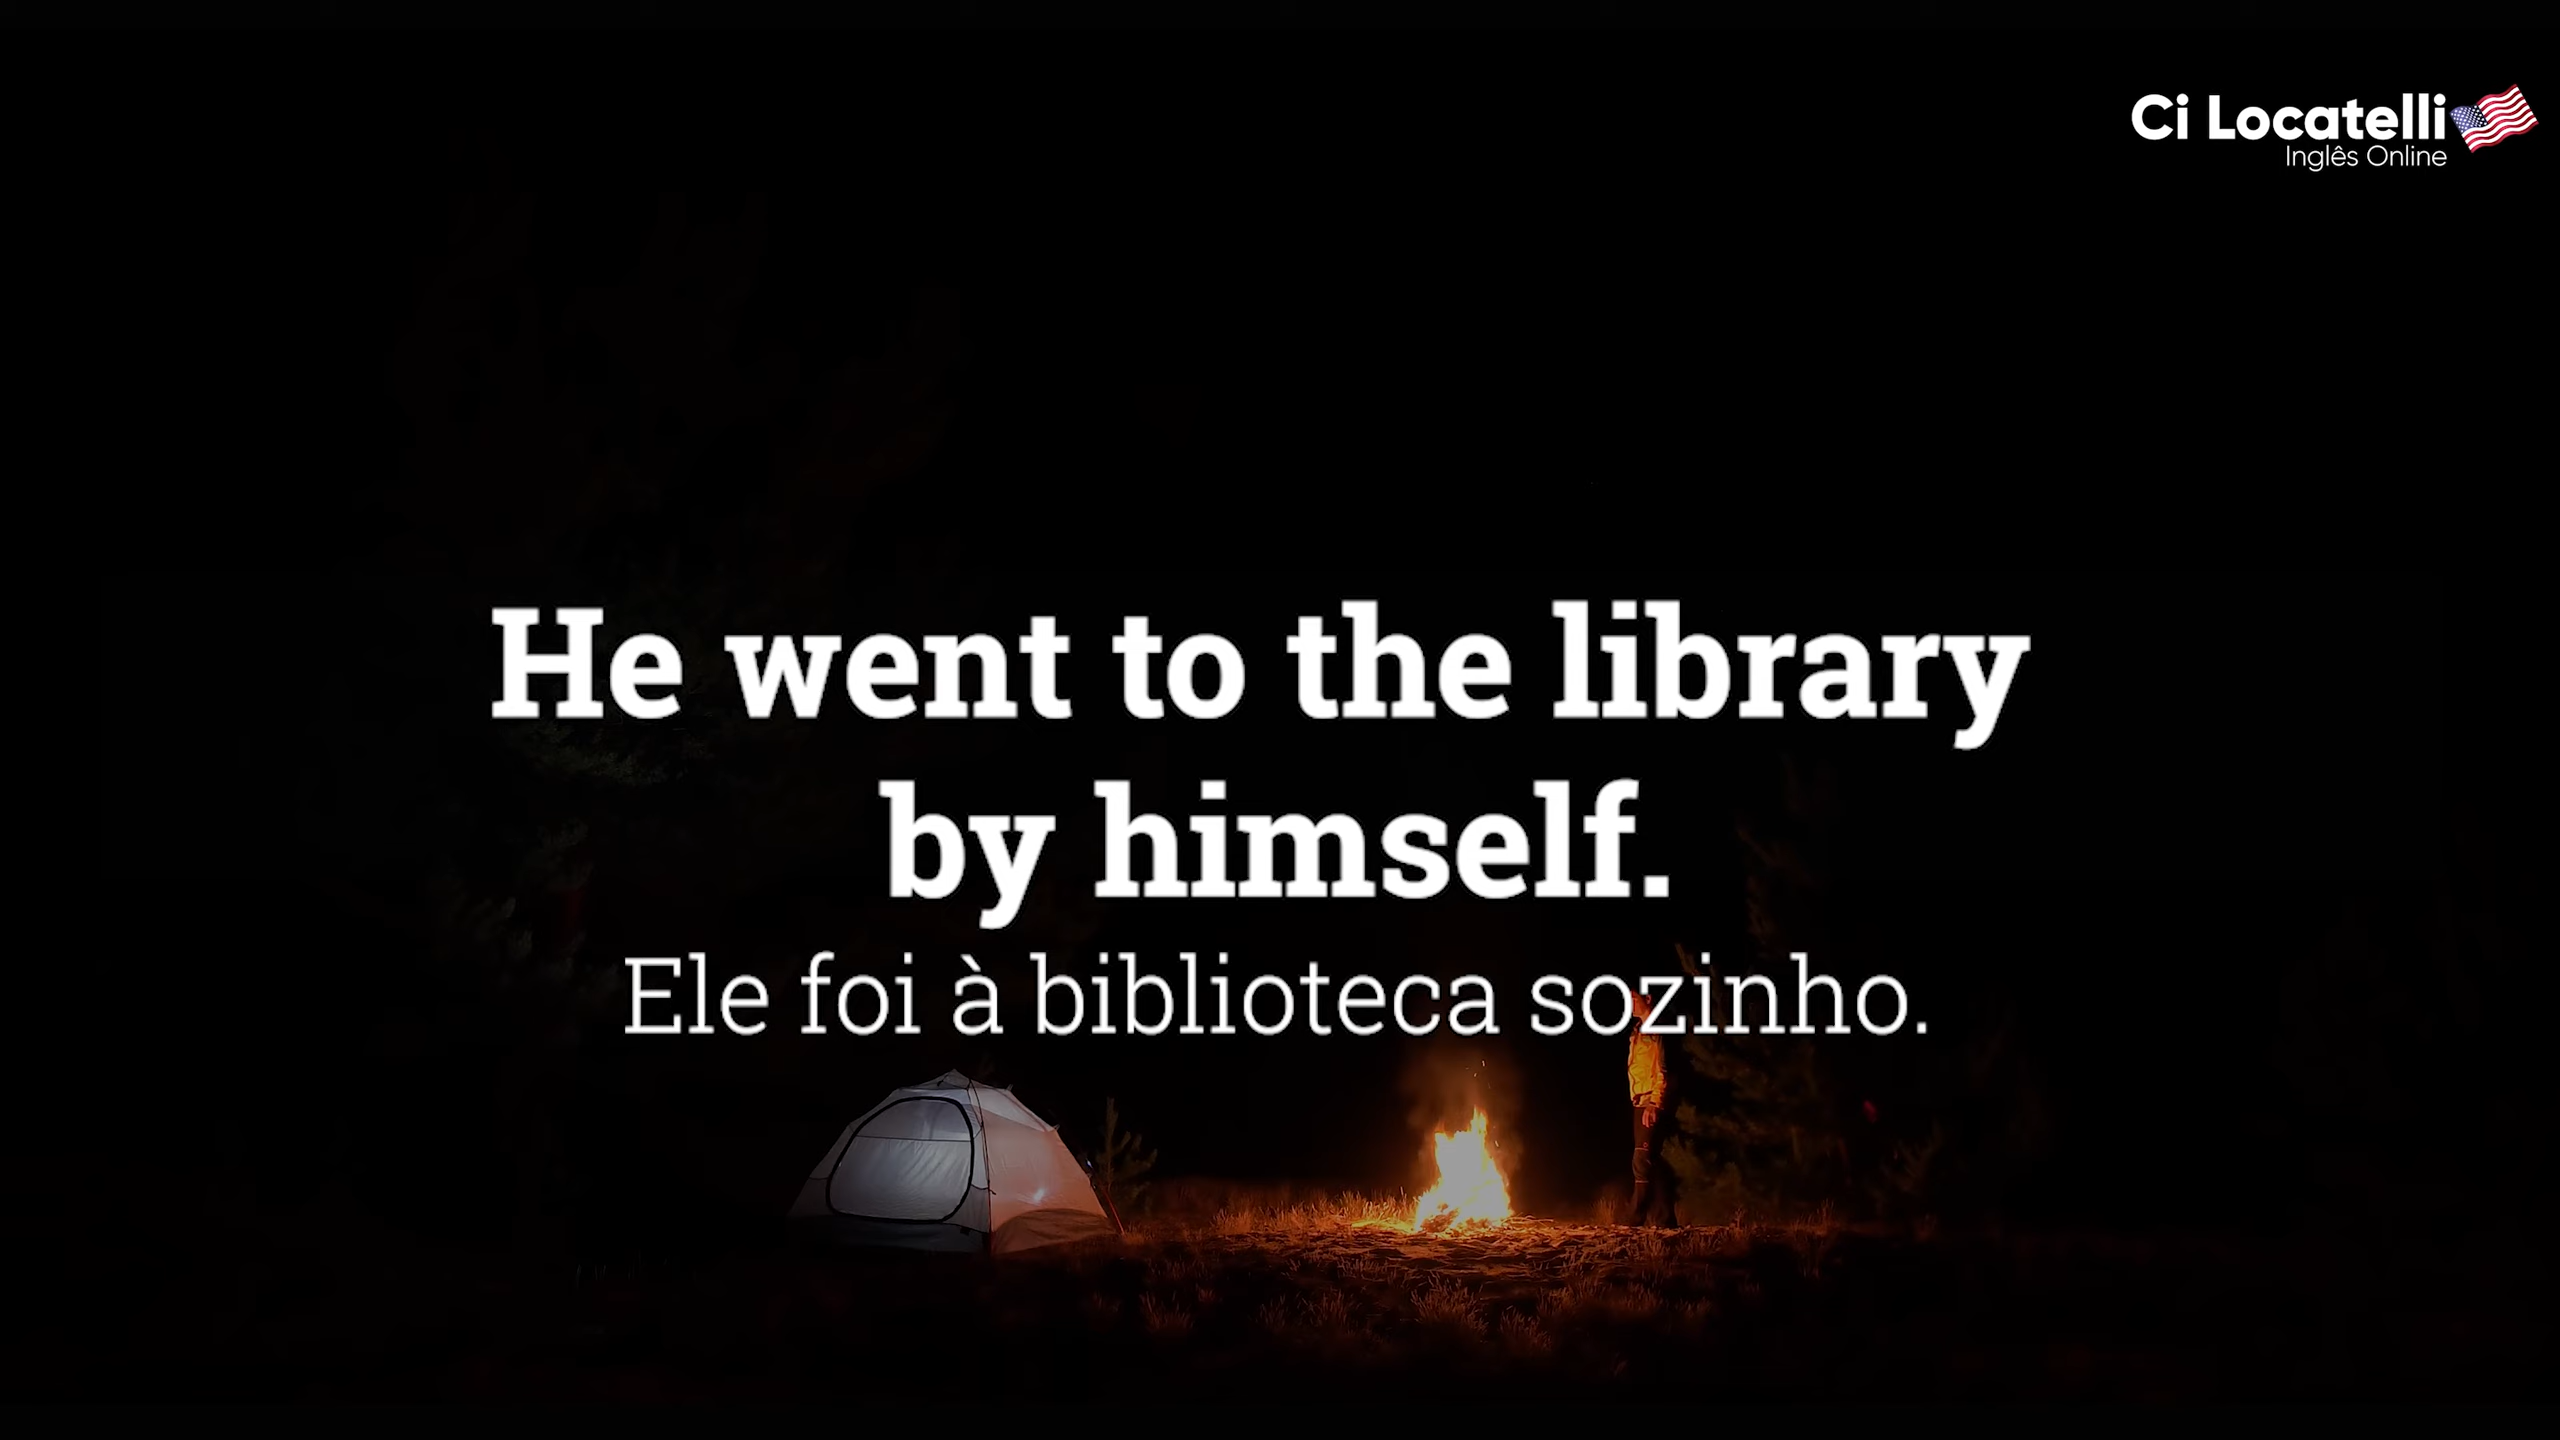 Ci Locatelli
Inglês Online
He went to the library
by himself.
Ele foi à biblioteca sozinho.